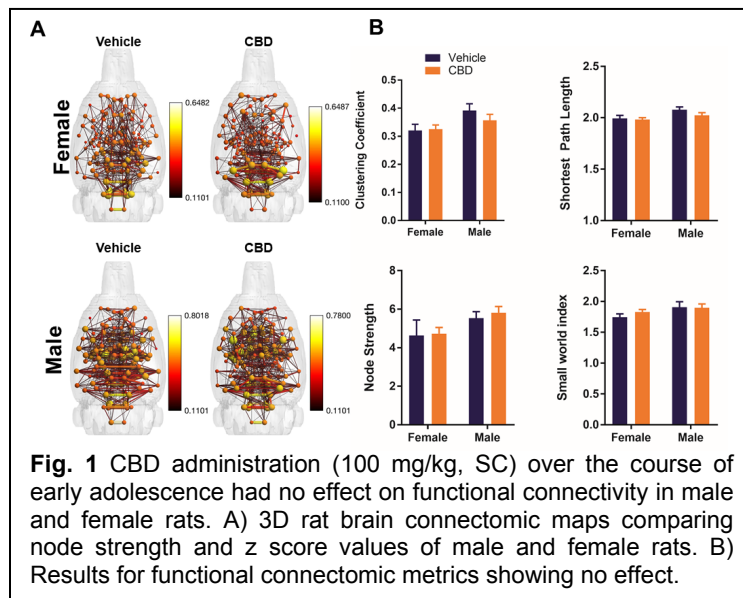 A
B
Vehicle
CBD
Female
0.6482
0.1101
0.6487
0.1100
Vehicle
CBD
Male
0.8018
0.1101
0.7800
0.1101
Vehicle
CBD
Clustering Coefficient
0.5
0.4
0.3
0.2
0.1
0.0
Female
Male
Shortest Path Length
2.5
2.0
1.5
1.0
Female
Male
Node Strength
8
6
4
2
0
Female
Male
Small world index
2.5
2.0
1.5
1.0
0.5
0.0
Female
Male
Fig. 1 CBD administration (100 mg/kg, SC) over the course of
early adolescence had no effect on functional connectivity in male
and female rats. A) 3D rat brain connectomic maps comparing
node strength and z score values of male and female rats. B)
Results for functional connectomic metrics showing no effect.